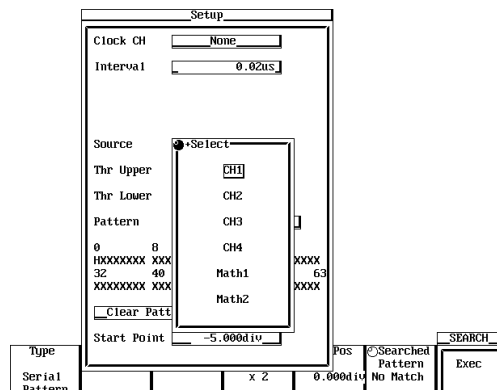 Setup
Clock CH None
Interval 0.02us
Source
+Select
Thr Upper CH1
Thr Lower CH2
Pattern CH3
0 8 CH4
HXXXXXXX XXX XXXX
32 40 Math1 63
XXXXXXXX XXX XXXX
Math2
Clear Patt
Start Point -5.000div
SEARCH
Type Pos Searched
Pattern Exec
Serial x 2 0.000div No Match
Pattern